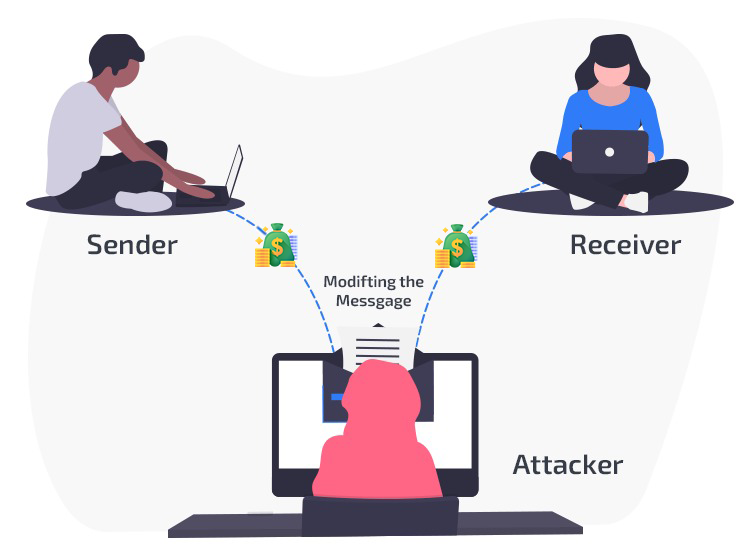 Sender
Receiver
Modifting the
Messgage
Attacker